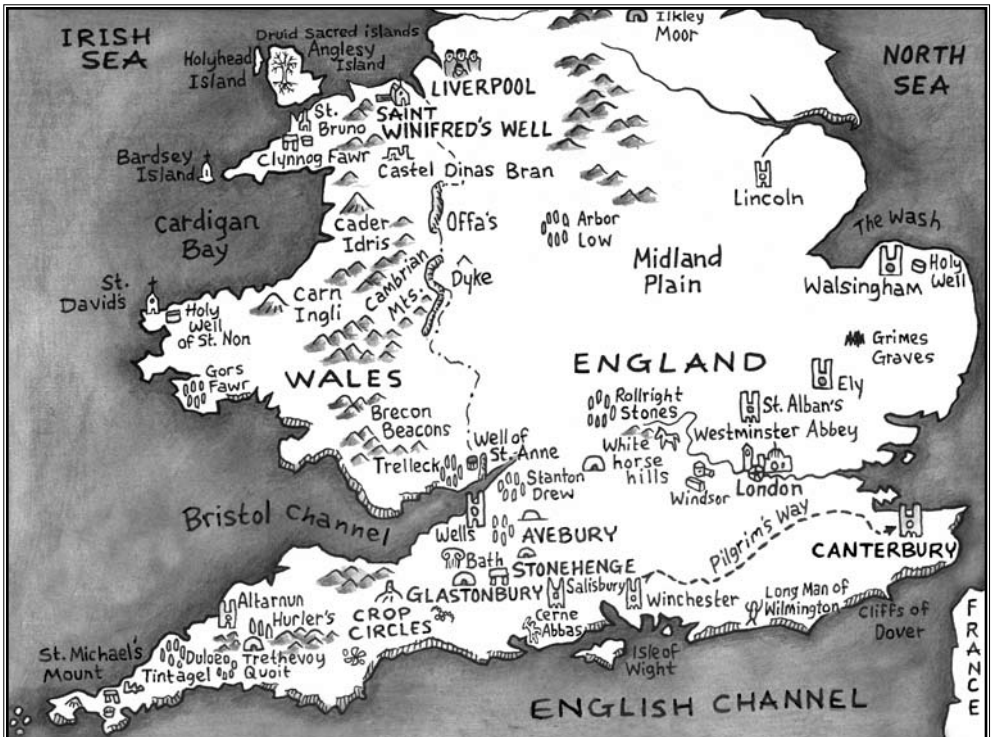 IRISH
SEA
Druid Sacred islands
Holyhead
Island
Anglesy
Island
LIVERPOOL
Ilkley
Moor
NORTH
SEA
St.
Bruno
SAINT
WINIFRED'S WELL
Clynnog Fawr
Bardsey
Island
Castel Dinas Bran
Lincoln
Cardigan
Bay
Cader
Idris
Offa's
Dyke
Arbor
Low
The Wash
Midland
Plain
Walsingham
Holy
Well
Cambrian
Mts.
St.
David's
Holy
Well
of St. Non
Carn
Ingli
Grimes
Graves
Gors
Fawr
WALES
ENGLAND
Ely
Rollright
Stones
St. Alban's
Brecon
Beacons
Westminster Abbey
White
horse
hills
Well of
St. Anne
Trelleck
Stanton
Drew
Windsor
London
Bristol Channel
Wells
AVEBURY
Pilgrim's Way
CANTERBURY
Bath
STONEHENGE
GLASTONBURY
Salisbury
Winchester
Long Man of
Wilmington
Cliffs of
Dover
Altarnun
Hurler's
CROP
CIRCLES
Cerne
Abbas
Isle of
Wight
St. Michael's
Mount
Duloe
Tintagel
Trethevoy
Quoit
ENGLISH CHANNEL
FRANCE